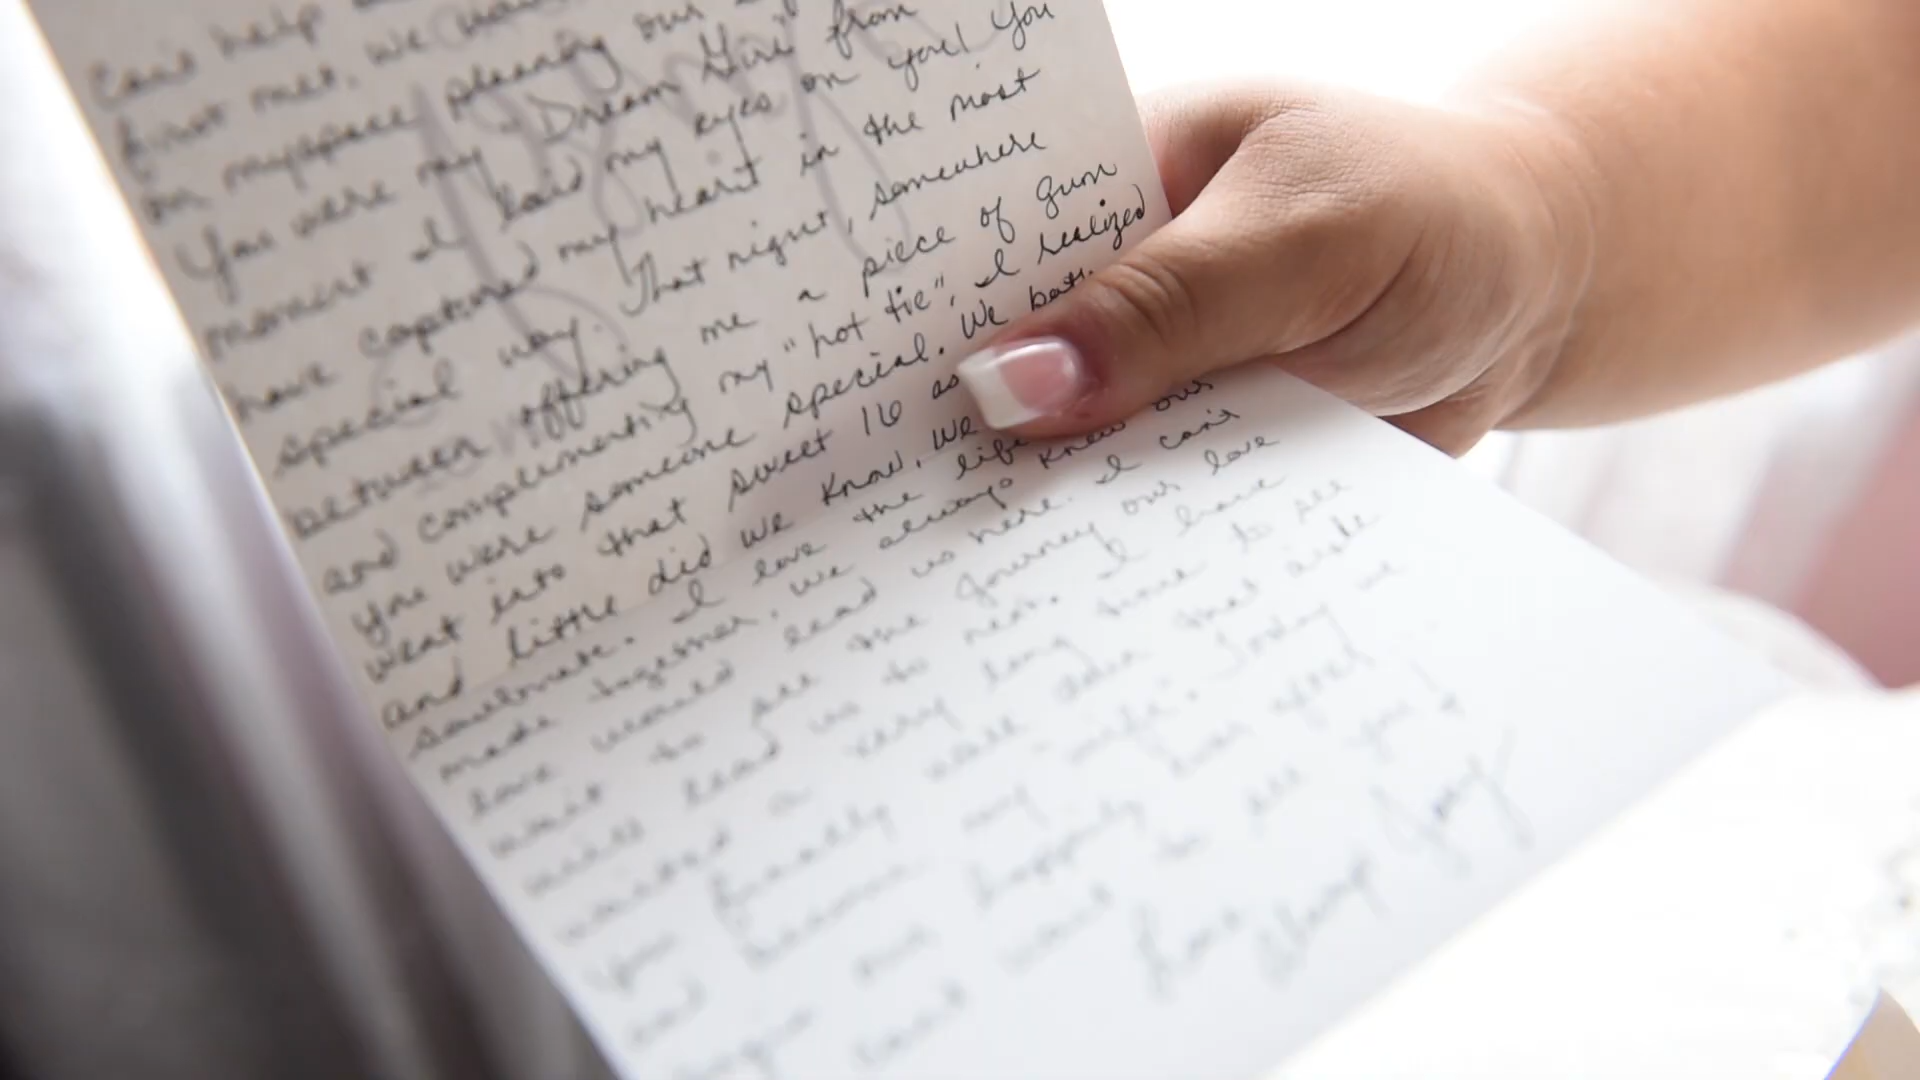 Can't help
first met. We
on myspace planning our
You were my "Dream Girl" from
moment I laid my eyes on you! You
have captured my heart in the most
special way. That night, somewhere
between offering me a piece of gum
and complimenting my "hot tie", I realized
you were someone special. We both
went into that sweet 16 as
and little did we know, we
soulmate. I love the life
made together. We always knew our
love would lead us here. I can't
wait to see the journey our love
will lead us to next. I have
waited a very long time to see
you finally walk down that aisle
and become my "wife". Today we
begin our happily ever after!
can't wait to see you!
Love Always